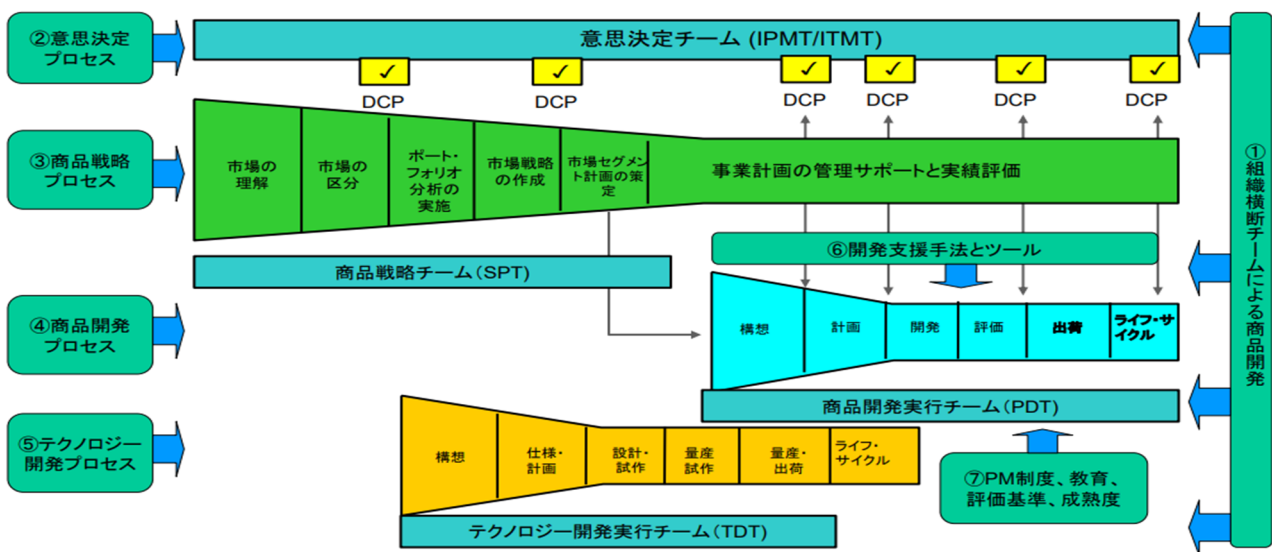 ②意思決定
プロセス
意思決定チーム (IPMT/ITMT)
✓
✓
✓
✓
✓
✓
DCP
DCP
DCP
DCP
DCP
DCP
③商品戦略
プロセス
市場の
理解
市場の
区分
ポート・
フォリオ
分析の
実施
市場戦略
の作成
市場セグメン
ト計画の策
定
事業計画の管理サポートと実績評価
①組織横断チームによる商品開発
⑥開発支援手法とツール
商品戦略チーム(SPT)
④商品開発
プロセス
構想
計画
開発
評価
出荷
ライフ・サ
イクル
商品開発実行チーム(PDT)
⑤テクノロジー
開発プロセス
構想
仕様・
計画
設計・
試作
量産
試作
量産・
出荷
ライフ・
サイクル
⑦PM制度、教育、
評価基準、成熟度
テクノロジー開発実行チーム(TDT)